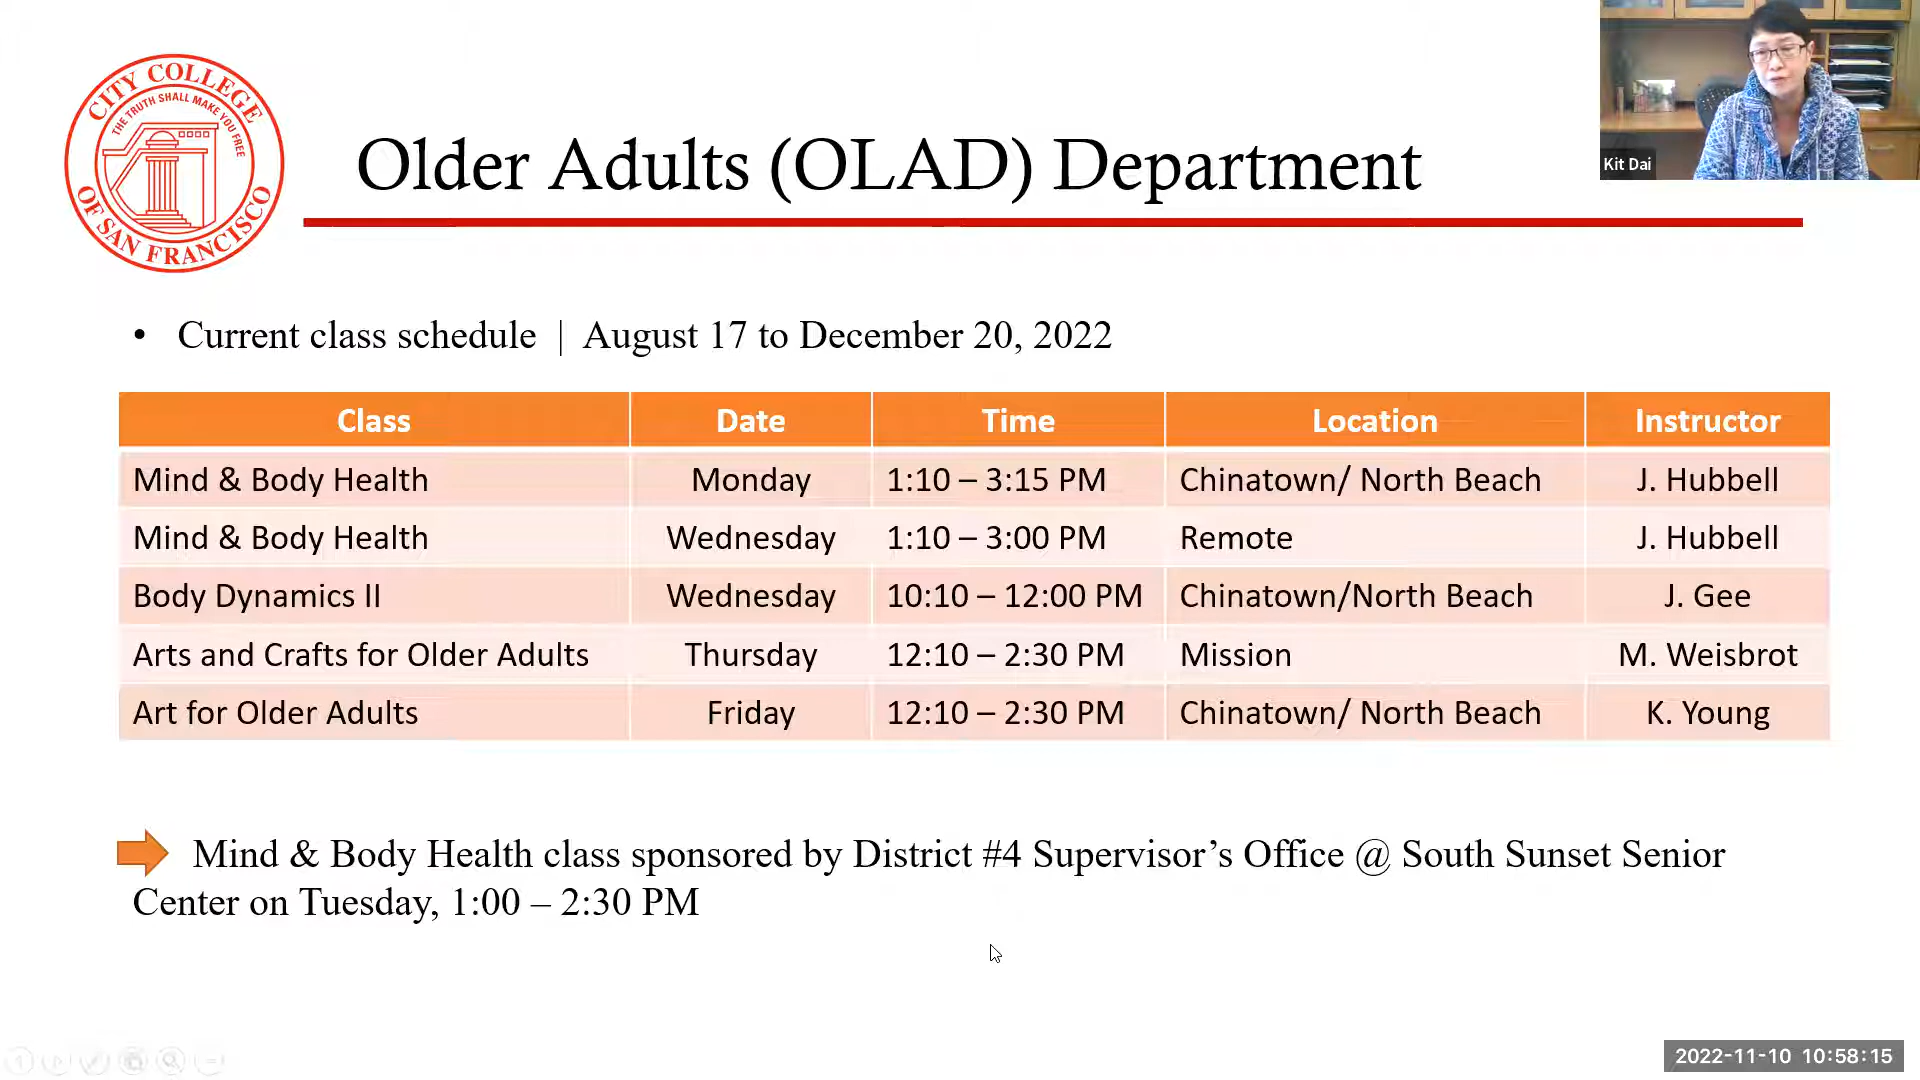 CITY COLLEGE
THE TRUTH SHALL MAKE YOU FREE
OF SAN FRANCISCO
Older Adults (OLAD) Department
Kit Dai
• Current class schedule | August 17 to December 20, 2022
Class Date Time Location Instructor
Mind & Body Health Monday 1:10 – 3:15 PM Chinatown/ North Beach J. Hubbell
Mind & Body Health Wednesday 1:10 – 3:00 PM Remote J. Hubbell
Body Dynamics II Wednesday 10:10 – 12:00 PM Chinatown/North Beach J. Gee
Arts and Crafts for Older Adults Thursday 12:10 – 2:30 PM Mission M. Weisbrot
Art for Older Adults Friday 12:10 – 2:30 PM Chinatown/ North Beach K. Young
Mind & Body Health class sponsored by District #4 Supervisor’s Office @ South Sunset Senior
Center on Tuesday, 1:00 – 2:30 PM
2022-11-10 10:58:15